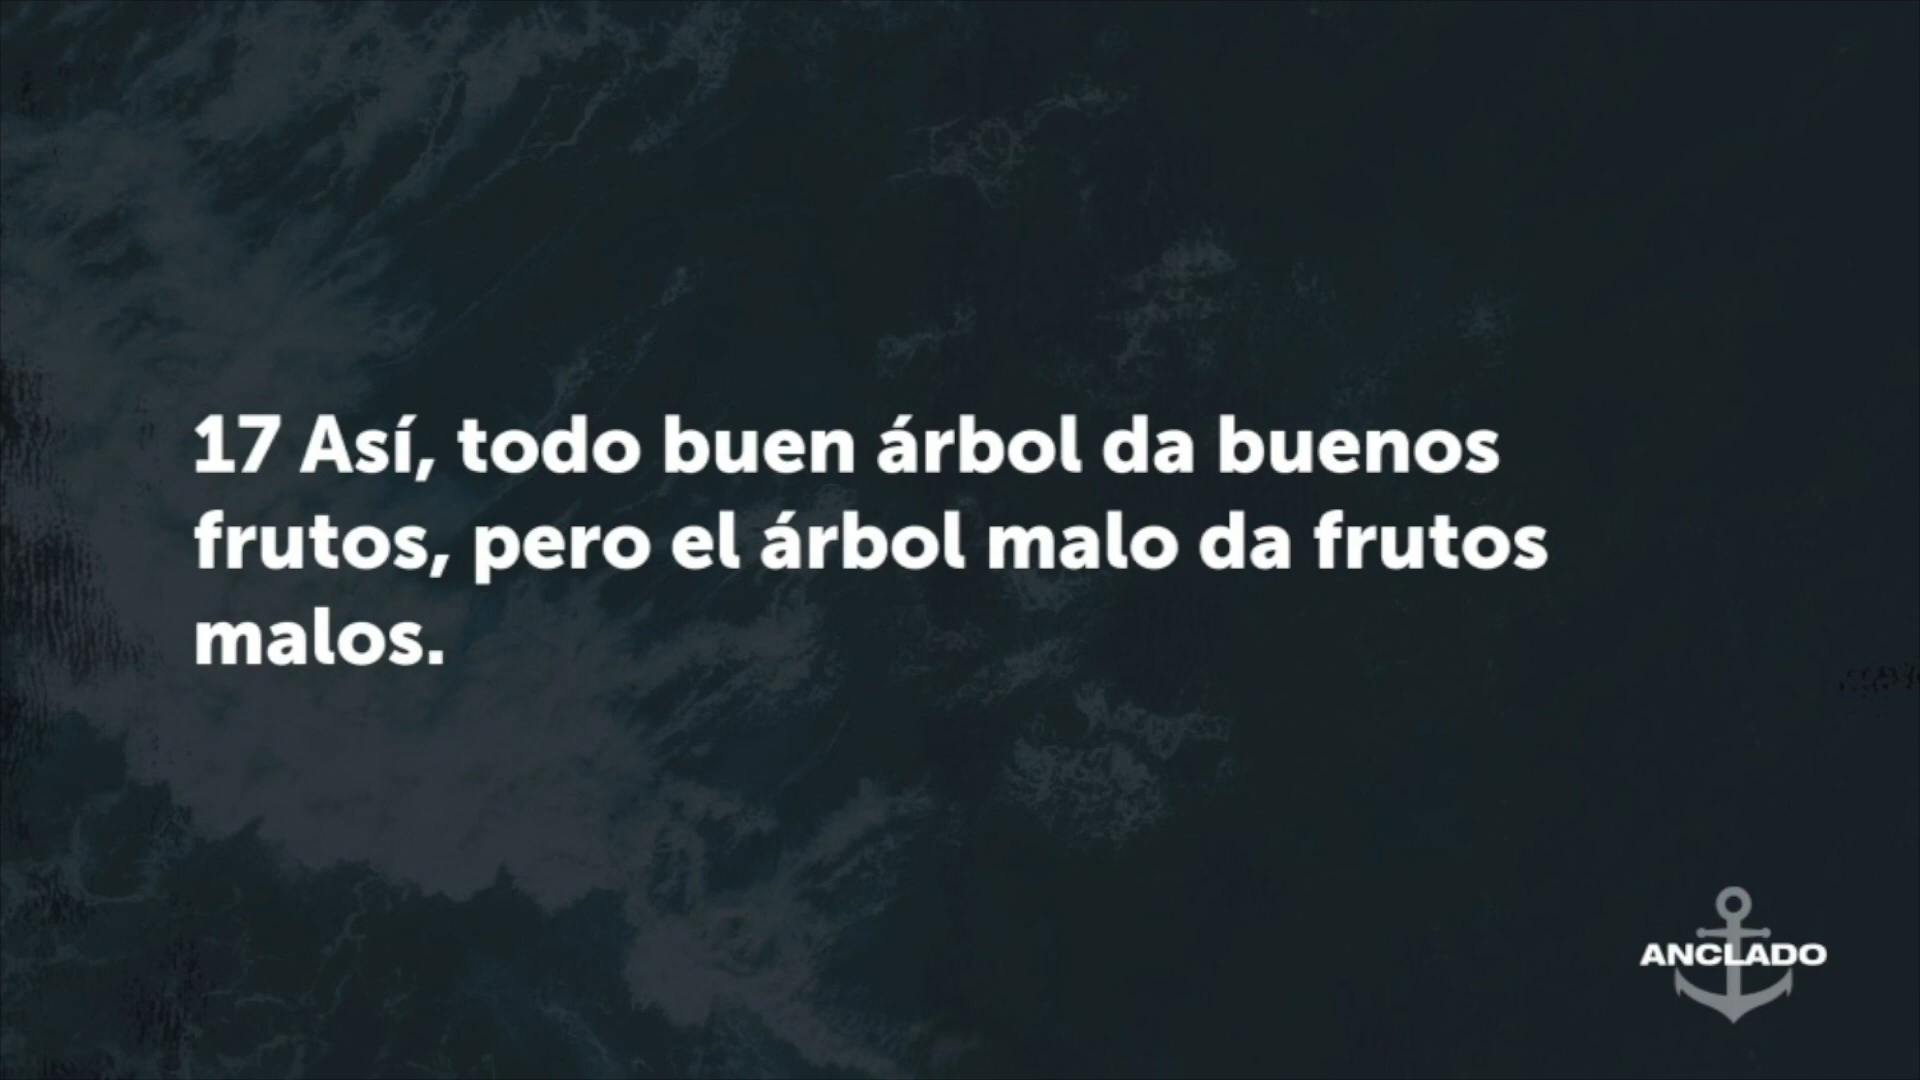 17 Así, todo buen árbol da buenos
frutos, pero el árbol malo da frutos
malos.
ANCLADO